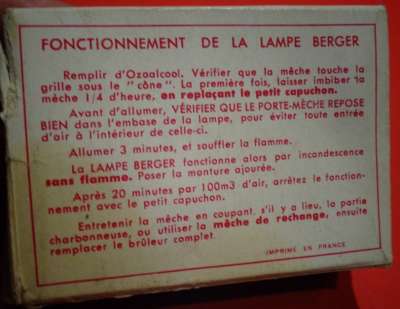 FONCTIONNEMENT DE LA LAMPE BERGER
Remplir d'Ozoalcool. Vérifier que la mèche touche la
grille sous le "cône". La première fois, laisser imbiber la
mèche 1/4 d'heure, en replaçant le petit capuchon.
Avant d'allumer, VÉRIFIER QUE LE PORTE-MÈCHE REPOSE
BIEN dans l'embase de la lampe, pour éviter toute entrée
d'air à l'intérieur de celle-ci.
Allumer 3 minutes, et souffler la flamme.
La LAMPE BERGER fonctionne alors par incandescence
sans flamme. Poser la monture ajourée.
Après 20 minutes par 100m3 d'air, arrêtez le fonction-
nement avec le petit capuchon.
Entretenir la mèche en coupant, s'il y a lieu, la partie
charbonneuse, ou utiliser la mèche de rechange, ensuite
remplacer le brûleur complet.
IMPRIMÉ EN FRANCE